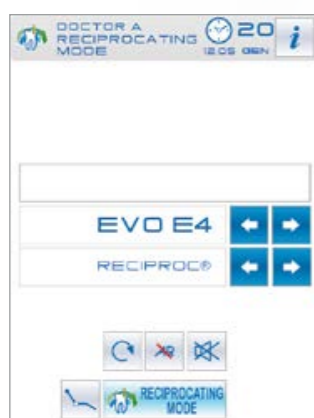 DOCTOR A
RECIPROCATING
MODE
20
12.05 GEN
i
EVO E4
RECIPROC®
RECIPROCATING
MODE